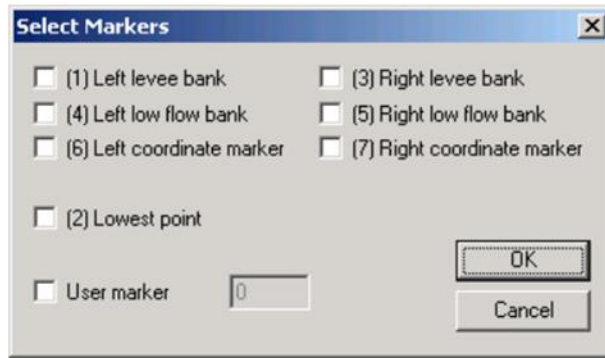 Select Markers
(1) Left levee bank (3) Right levee bank
(4) Left low flow bank (5) Right low flow bank
(6) Left coordinate marker (7) Right coordinate marker
(2) Lowest point
OK
User marker 0
Cancel